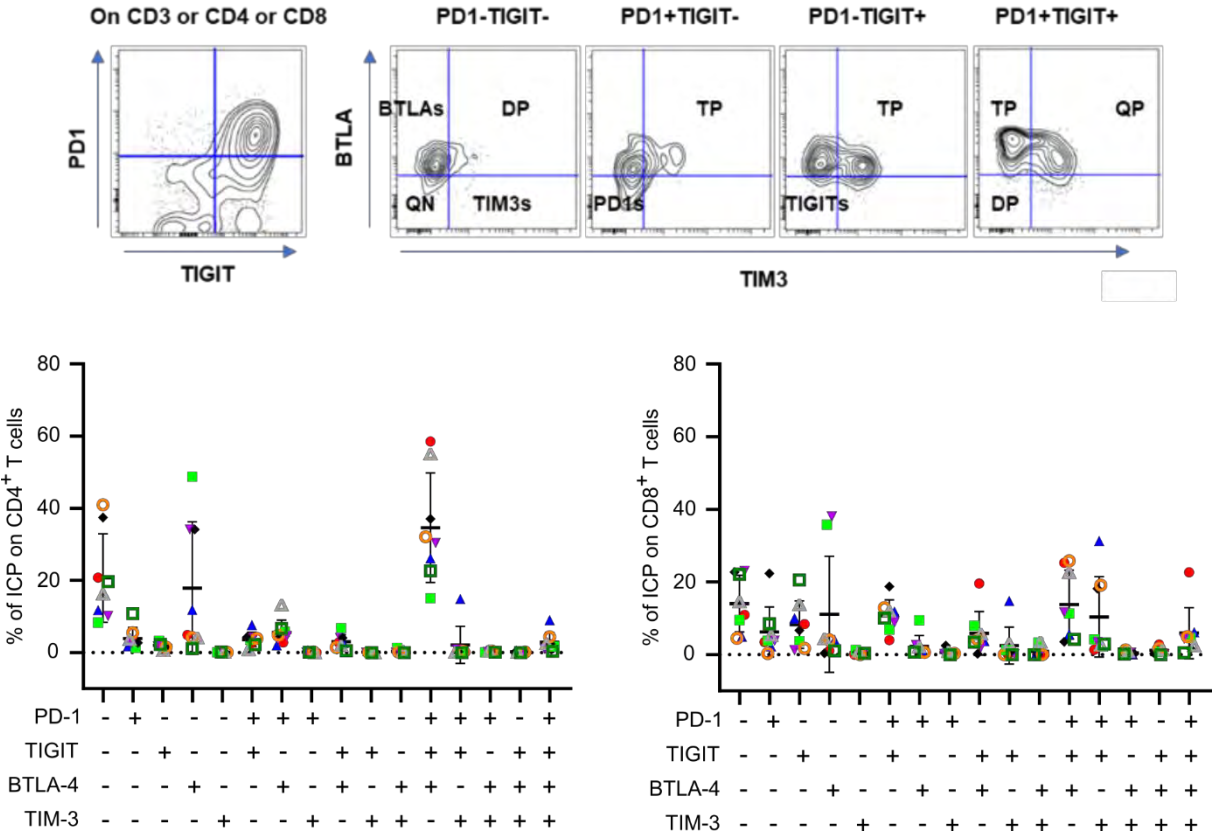 On CD3 or CD4 or CD8
PD1-TIGIT-
PD1+TIGIT-
PD1-TIGIT+
PD1+TIGIT+
PD1
TIGIT
BTLA
BTLAs
DP
QN
TIM3s
TP
PD1s
TP
TIGITs
TP
QP
DP
TIM3
% of ICP on CD4+ T cells
80
60
40
20
0
PD-1 - + - - - + + + - - - + + + - +
TIGIT - - + - - + - - + + - + + - + +
BTLA-4 - - - + - - + - + - + + - + + +
TIM-3 - - - - + - - + - + + - + + + +
% of ICP on CD8+ T cells
80
60
40
20
0
PD-1 - + - - - + + + - - - + + + - +
TIGIT - - + - - + - - + + - + + - + +
BTLA-4 - - - + - - + - + - + + - + + +
TIM-3 - - - - + - - + - + + - + + + +